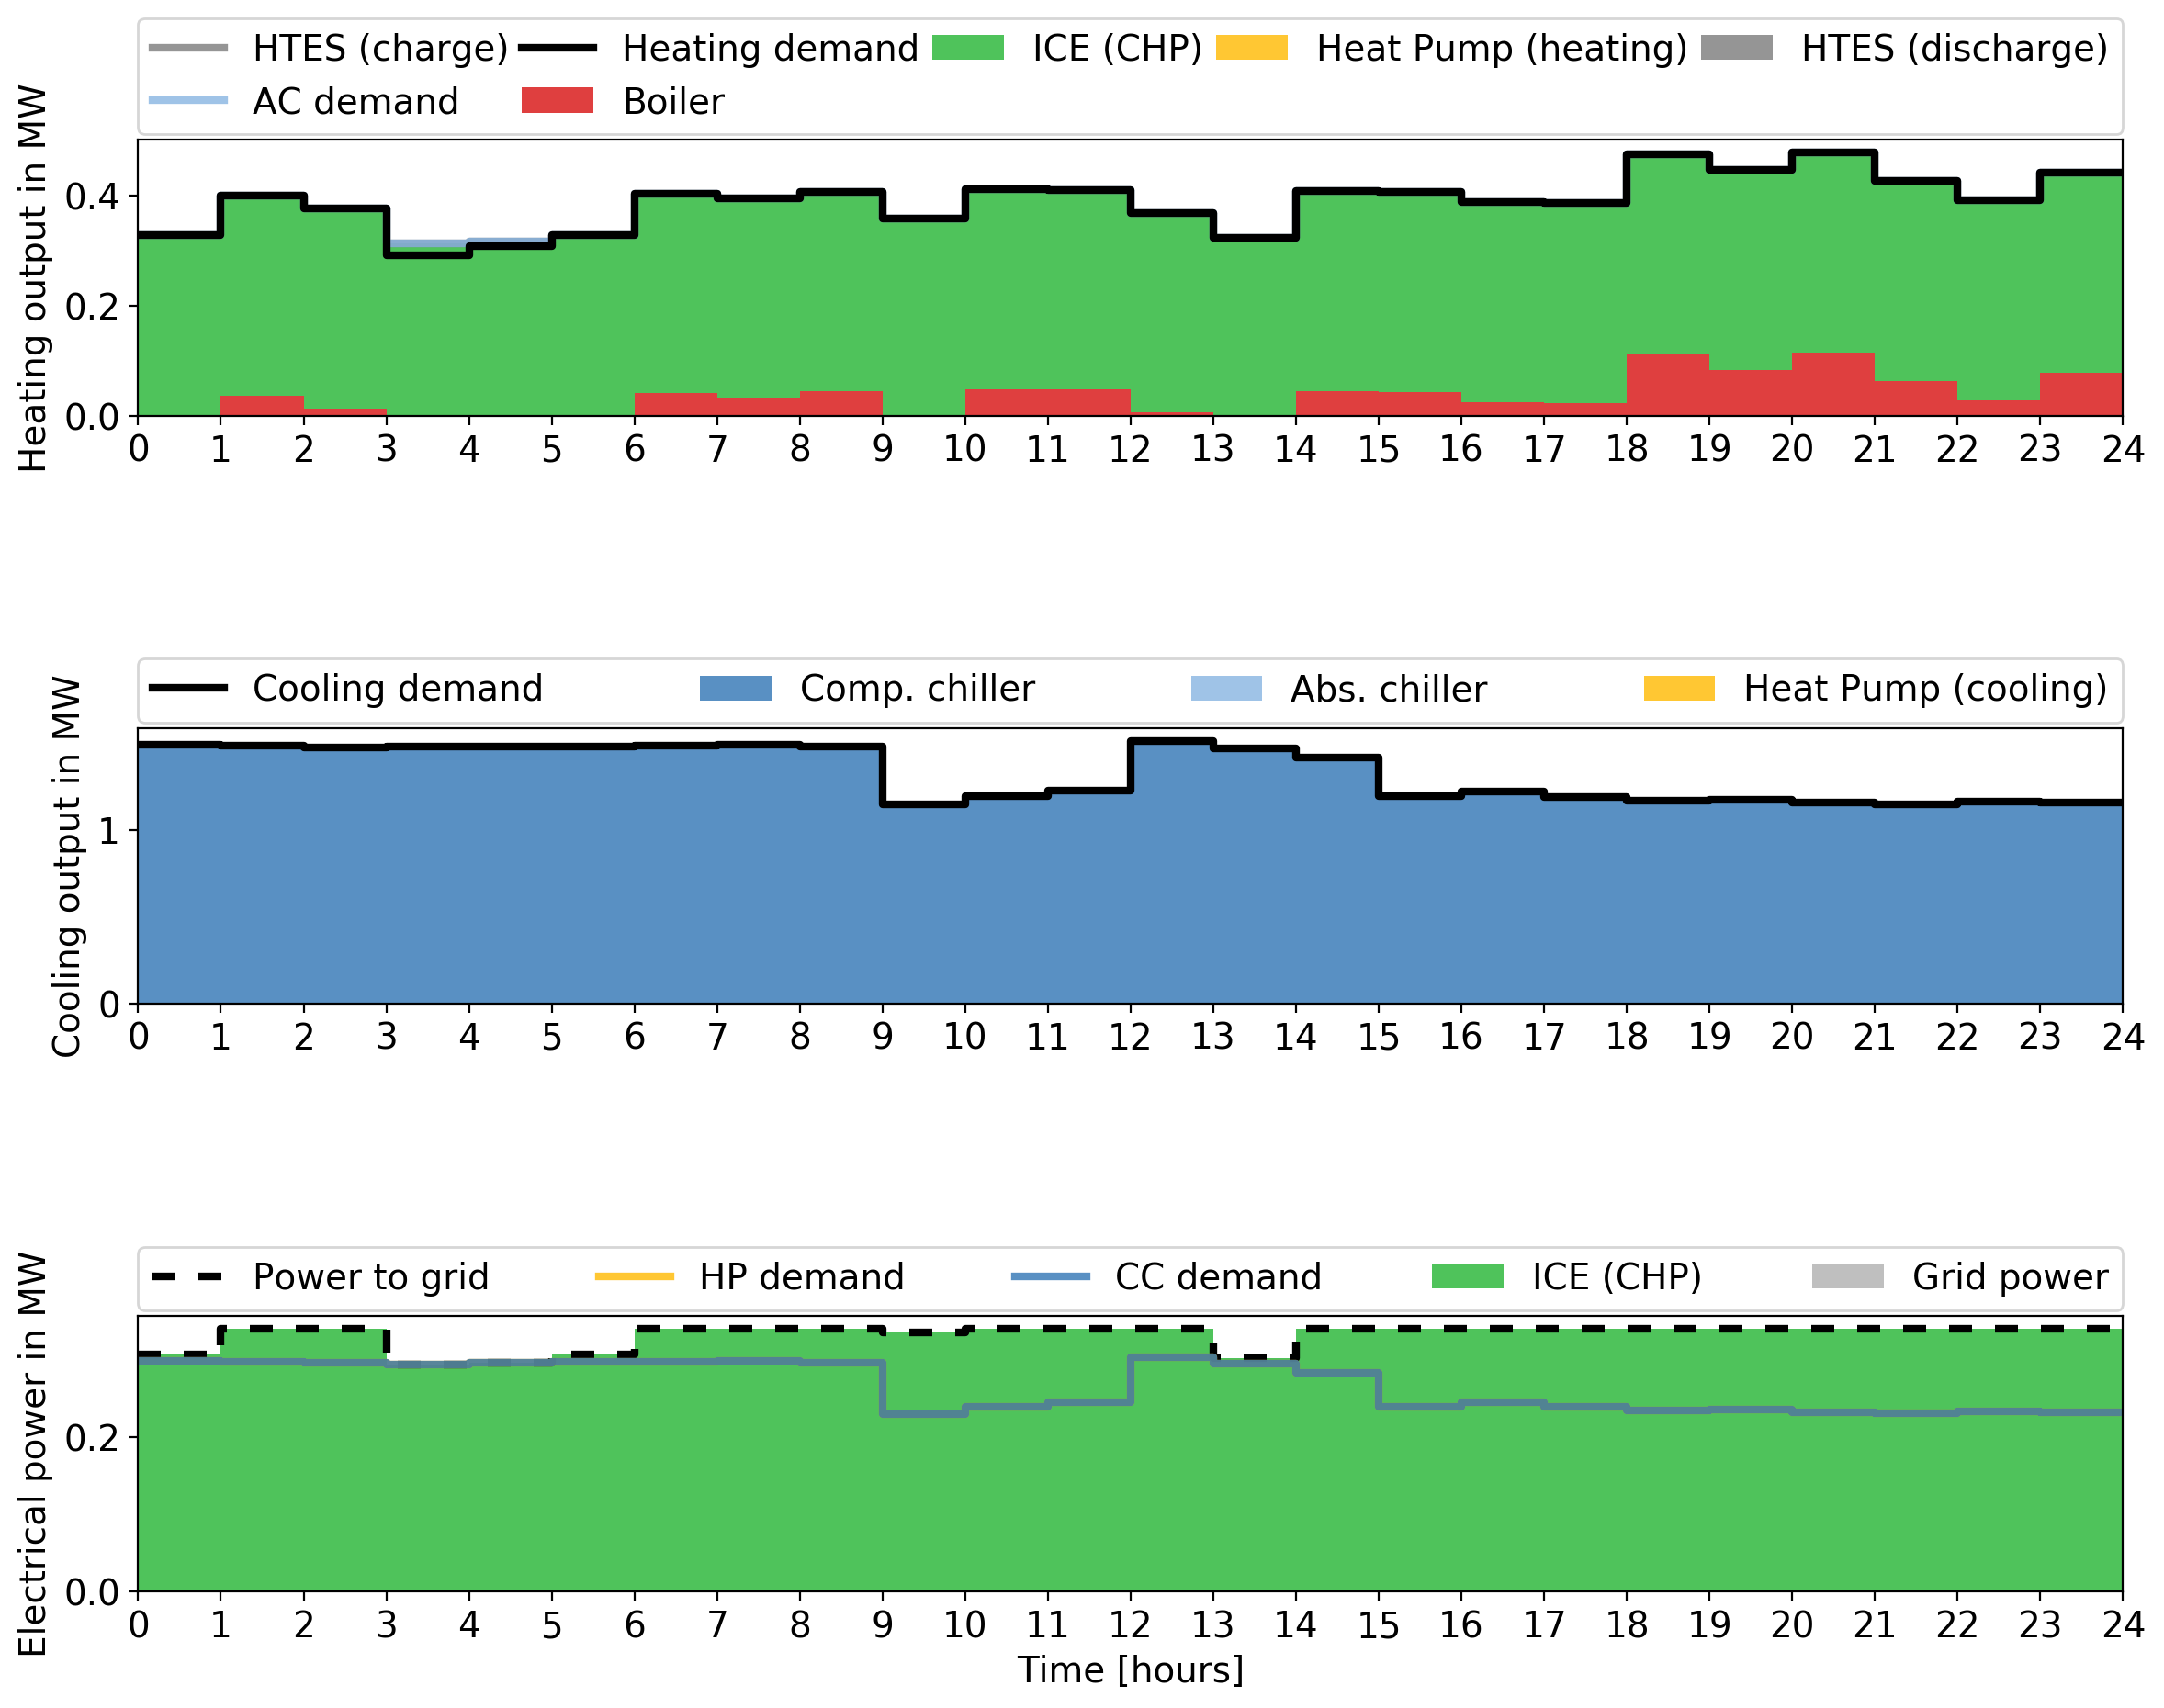 HTES (charge) Heating demand ICE (CHP) Heat Pump (heating) HTES (discharge)
AC demand Boiler
Heating output in MW
0.4
0.2
0.0
0 1 2 3 4 5 6 7 8 9 10 11 12 13 14 15 16 17 18 19 20 21 22 23 24
Cooling demand Comp. chiller Abs. chiller Heat Pump (cooling)
Cooling output in MW
1
0
0 1 2 3 4 5 6 7 8 9 10 11 12 13 14 15 16 17 18 19 20 21 22 23 24
Power to grid HP demand CC demand ICE (CHP) Grid power
Electrical power in MW
0.2
0.0
0 1 2 3 4 5 6 7 8 9 10 11 12 13 14 15 16 17 18 19 20 21 22 23 24
Time [hours]